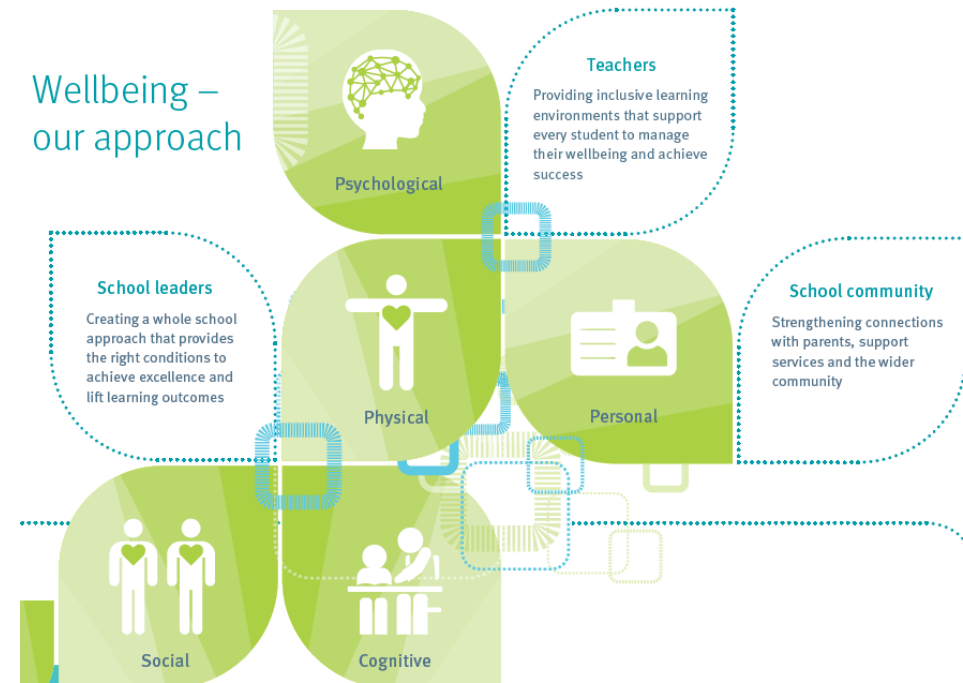 Wellbeing –
our approach
Psychological
Teachers
Providing inclusive learning
environments that support
every student to manage
their wellbeing and achieve
success
School leaders
Creating a whole school
approach that provides
the right conditions to
achieve excellence and
lift learning outcomes
Physical
Personal
School community
Strengthening connections
with parents, support
services and the wider
community
Social
Cognitive